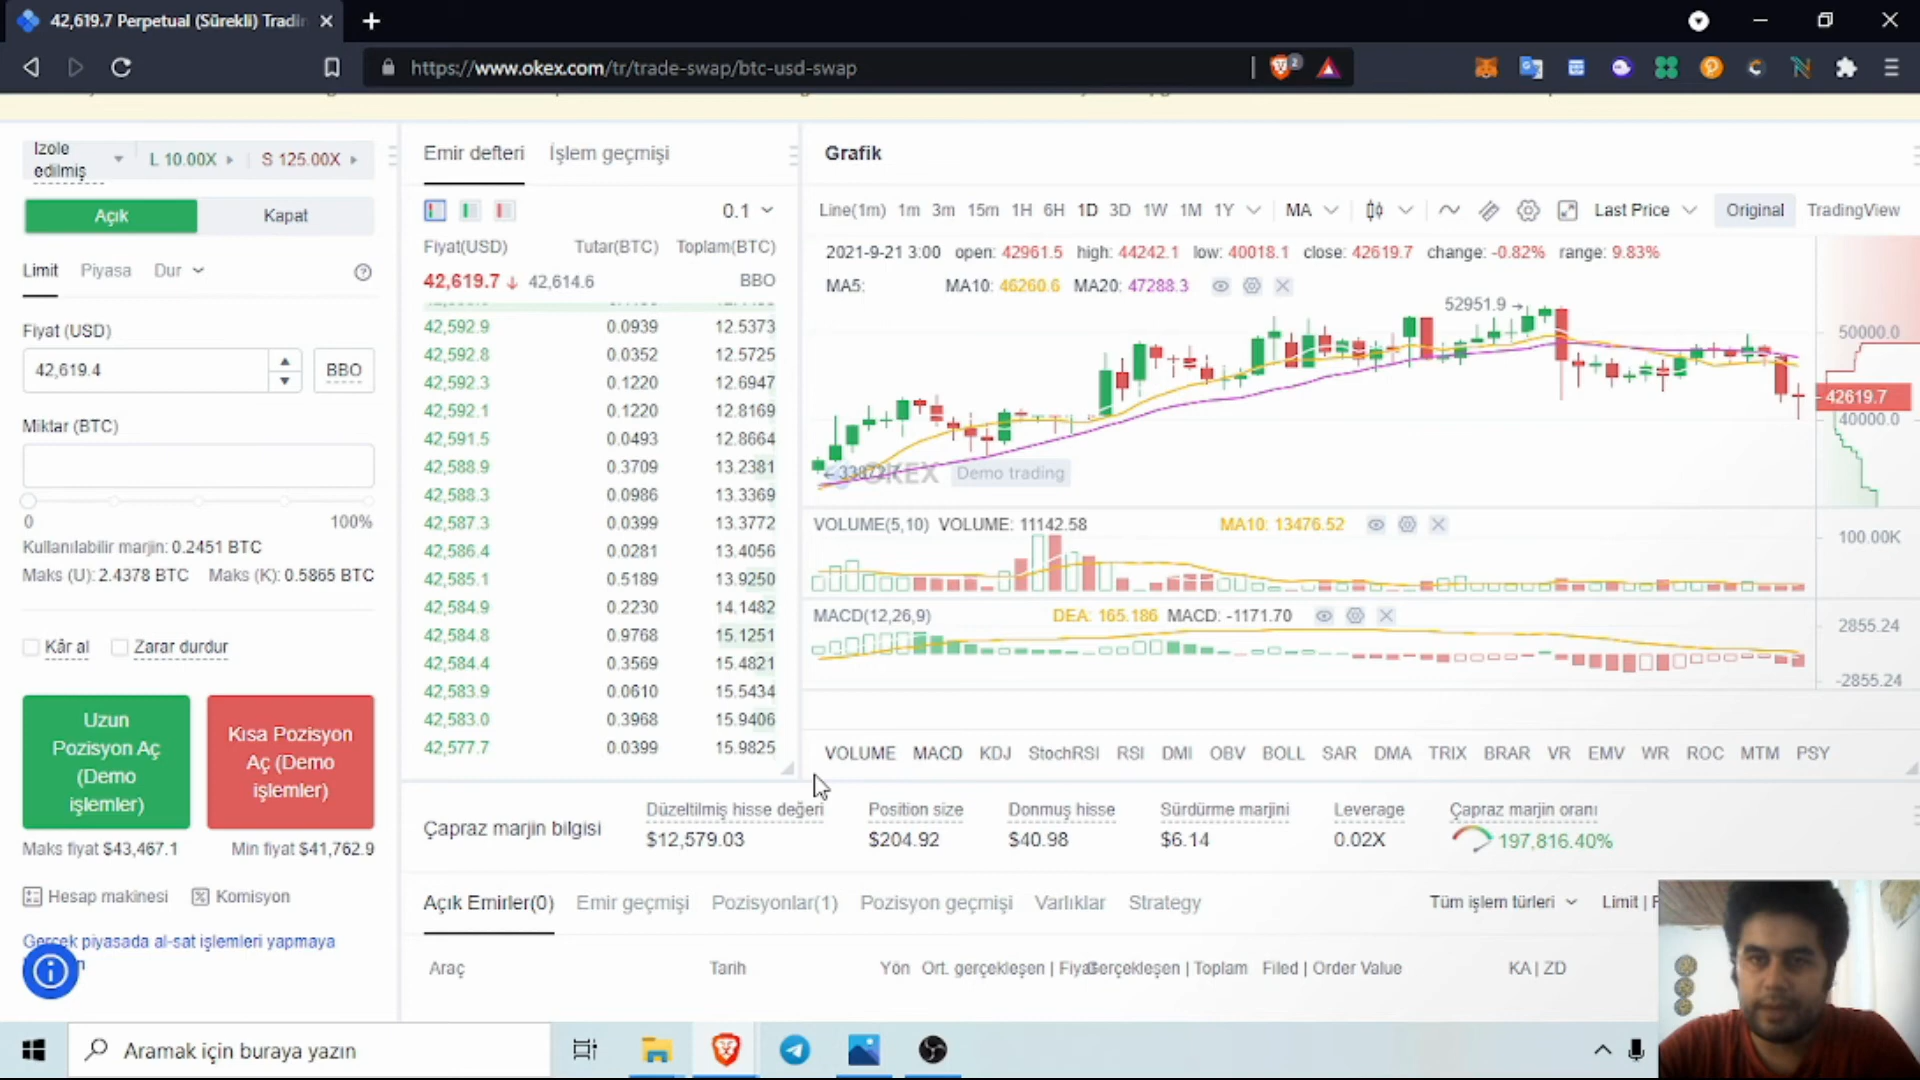 42,619.7 Perpetual (Sürekli) Tradi
https://www.okex.com/tr/trade-swap/btc-usd-swap
2
İzole edilmiş
L 10.00X
S 125.00X
Açık
Kapat
Limit
Piyasa
Dur
Fiyat (USD)
42,619.4
BBO
Miktar (BTC)
0
100%
Kullanılabilir marjin: 0.2451 BTC
Maks (U): 2.4378 BTC
Maks (K): 0.5865 BTC
Kâr al
Zarar durdur
Uzun
Pozisyon Aç
(Demo
işlemler)
Kısa Pozisyon
Aç (Demo
işlemler)
Maks fiyat $43,467.1
Min fiyat $41,762.9
Hesap makinesi
Komisyon
Gerçek piyasada al-sat işlemleri yapmaya
Emir defteri
İşlem geçmişi
0.1
Fiyat(USD) Tutar(BTC) Toplam(BTC)
42,619.7 ↓ 42,614.6 BBO
42,592.9 0.0939 12.5373
42,592.8 0.0352 12.5725
42,592.3 0.1220 12.6947
42,592.1 0.1220 12.8169
42,591.5 0.0493 12.8664
42,588.9 0.3709 13.2381
42,588.3 0.0986 13.3369
42,587.3 0.0399 13.3772
42,586.4 0.0281 13.4056
42,585.1 0.5189 13.9250
42,584.9 0.2230 14.1482
42,584.8 0.9768 15.1251
42,584.4 0.3569 15.4821
42,583.9 0.0610 15.5434
42,583.0 0.3968 15.9406
42,577.7 0.0399 15.9825
Grafik
Line(1m) 1m 3m 15m 1H 6H 1D 3D 1W 1M 1Y
MA
Last Price
Original
TradingView
2021-9-21 3:00 open: 42961.5 high: 44242.1 low: 40018.1 close: 42619.7 change: -0.82% range: 9.83%
MA5: MA10: 46260.6 MA20: 47288.3
52951.9
50000.0
42619.7
40000.0
OKEX
Demo trading
VOLUME(5,10) VOLUME: 11142.58 MA10: 13476.52
100.00K
MACD(12,26,9) DEA: 165.186 MACD: -1171.70
2855.24
-2855.24
VOLUME MACD KDJ StochRSI RSI DMI OBV BOLL SAR DMA TRIX BRAR VR EMV WR ROC MTM PSY
Çapraz marjin bilgisi
Düzeltilmiş hisse değeri
$12,579.03
Position size
$204.92
Donmuş hisse
$40.98
Sürdürme marjini
$6.14
Leverage
0.02X
Çapraz marjin oranı
197,816.40%
Açık Emirler(0) Emir geçmişi Pozisyonlar(1) Pozisyon geçmişi Varlıklar Strategy
Tüm işlem türleri
Limit |
Araç Tarih Yön Ort. gerçekleşen | Gerçekleşen | Toplam Filed | Order Value KA | ZD
Aramak için buraya yazın